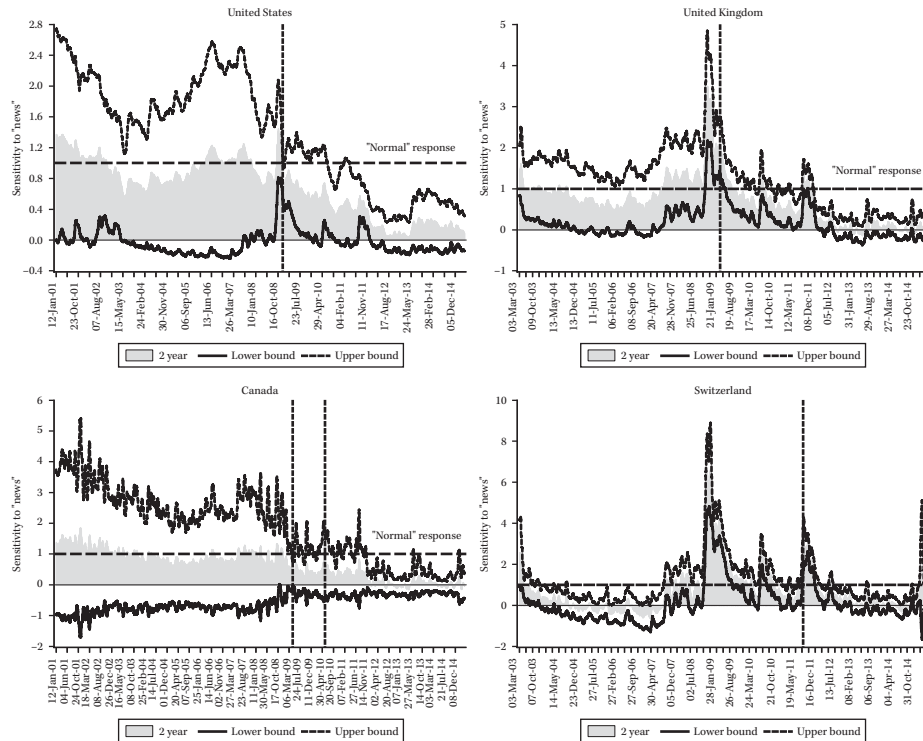 United States
Sensitivity to "news"
2.8
2.4
2.0
1.6
1.2
0.8
0.4
0.0
−0.4
"Normal" response
12-Jan-01
23-Oct-01
07-Aug-02
15-May-03
24-Feb-04
30-Nov-04
06-Sep-05
13-Jun-06
26-Mar-07
10-Jan-08
16-Oct-08
23-Jul-09
29-Apr-10
04-Feb-11
11-Nov-11
17-Aug-12
24-May-13
28-Feb-14
05-Dec-14
2 year Lower bound Upper bound
United Kingdom
Sensitivity to "news"
5
4
3
2
1
0
−1
"Normal" response
03-Mar-03
09-Oct-03
14-May-04
13-Dec-04
11-Jul-05
06-Feb-06
08-Sep-06
20-Apr-07
28-Nov-07
25-Jun-08
21-Jan-09
19-Aug-09
17-Mar-10
14-Oct-10
12-May-11
08-Dec-11
05-Jul-12
31-Jan-13
29-Aug-13
27-Mar-14
23-Oct-14
2 year Lower bound Upper bound
Canada
Sensitivity to "news"
6
5
4
3
2
1
0
−1
−2
"Normal" response
12-Jan-01
04-Jun-01
24-Oct-01
18-Mar-02
08-Aug-02
26-Dec-02
16-May-03
08-Oct-03
25-Feb-04
14-Jul-04
01-Dec-04
20-Apr-05
07-Sep-05
25-Jan-06
14-Jun-06
02-Nov-06
28-Mar-07
23-Aug-07
11-Jan-08
30-May-08
17-Oct-08
06-Mar-09
24-Jul-09
11-Dec-09
30-Apr-10
20-Sep-10
07-Feb-11
27-Jun-11
14-Nov-11
02-Apr-12
20-Aug-12
07-Jan-13
27-May-13
14-Oct-13
03-Mar-14
21-Jul-14
08-Dec-14
2 year Lower bound Upper bound
Switzerland
Sensitivity to "news"
10
8
6
4
2
0
−2
03-Mar-03
07-Oct-03
14-May-04
23-Dec-04
27-Jul-05
27-Feb-06
27-Sep-06
05-Dec-07
02-Jul-08
28-Jan-09
26-Aug-09
24-Mar-10
21-Oct-10
19-May-11
16-Dec-11
13-Jul-12
08-Feb-13
06-Sep-13
04-Apr-14
31-Oct-14
2 year Lower bound Upper bound